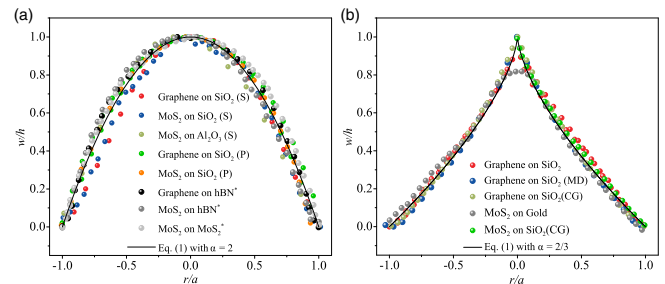 (a)
1.0
0.8
0.6
0.4
0.2
0.0
w/h
Graphene on SiO₂ (S)
MoS₂ on SiO₂ (S)
MoS₂ on Al₂O₃ (S)
Graphene on SiO₂ (P)
MoS₂ on SiO₂ (P)
Graphene on hBN*
MoS₂ on hBN*
MoS₂ on MoS₂*
Eq. (1) with α = 2
-1.0 -0.5 0.0 0.5 1.0
r/a
(b)
1.0
0.8
0.6
0.4
0.2
0.0
w/h
Graphene on SiO₂
Graphene on SiO₂ (MD)
Graphene on SiO₂(CG)
MoS₂ on Gold
MoS₂ on SiO₂(CG)
Eq. (1) with α = 2/3
-1.0 -0.5 0.0 0.5 1.0
r/a